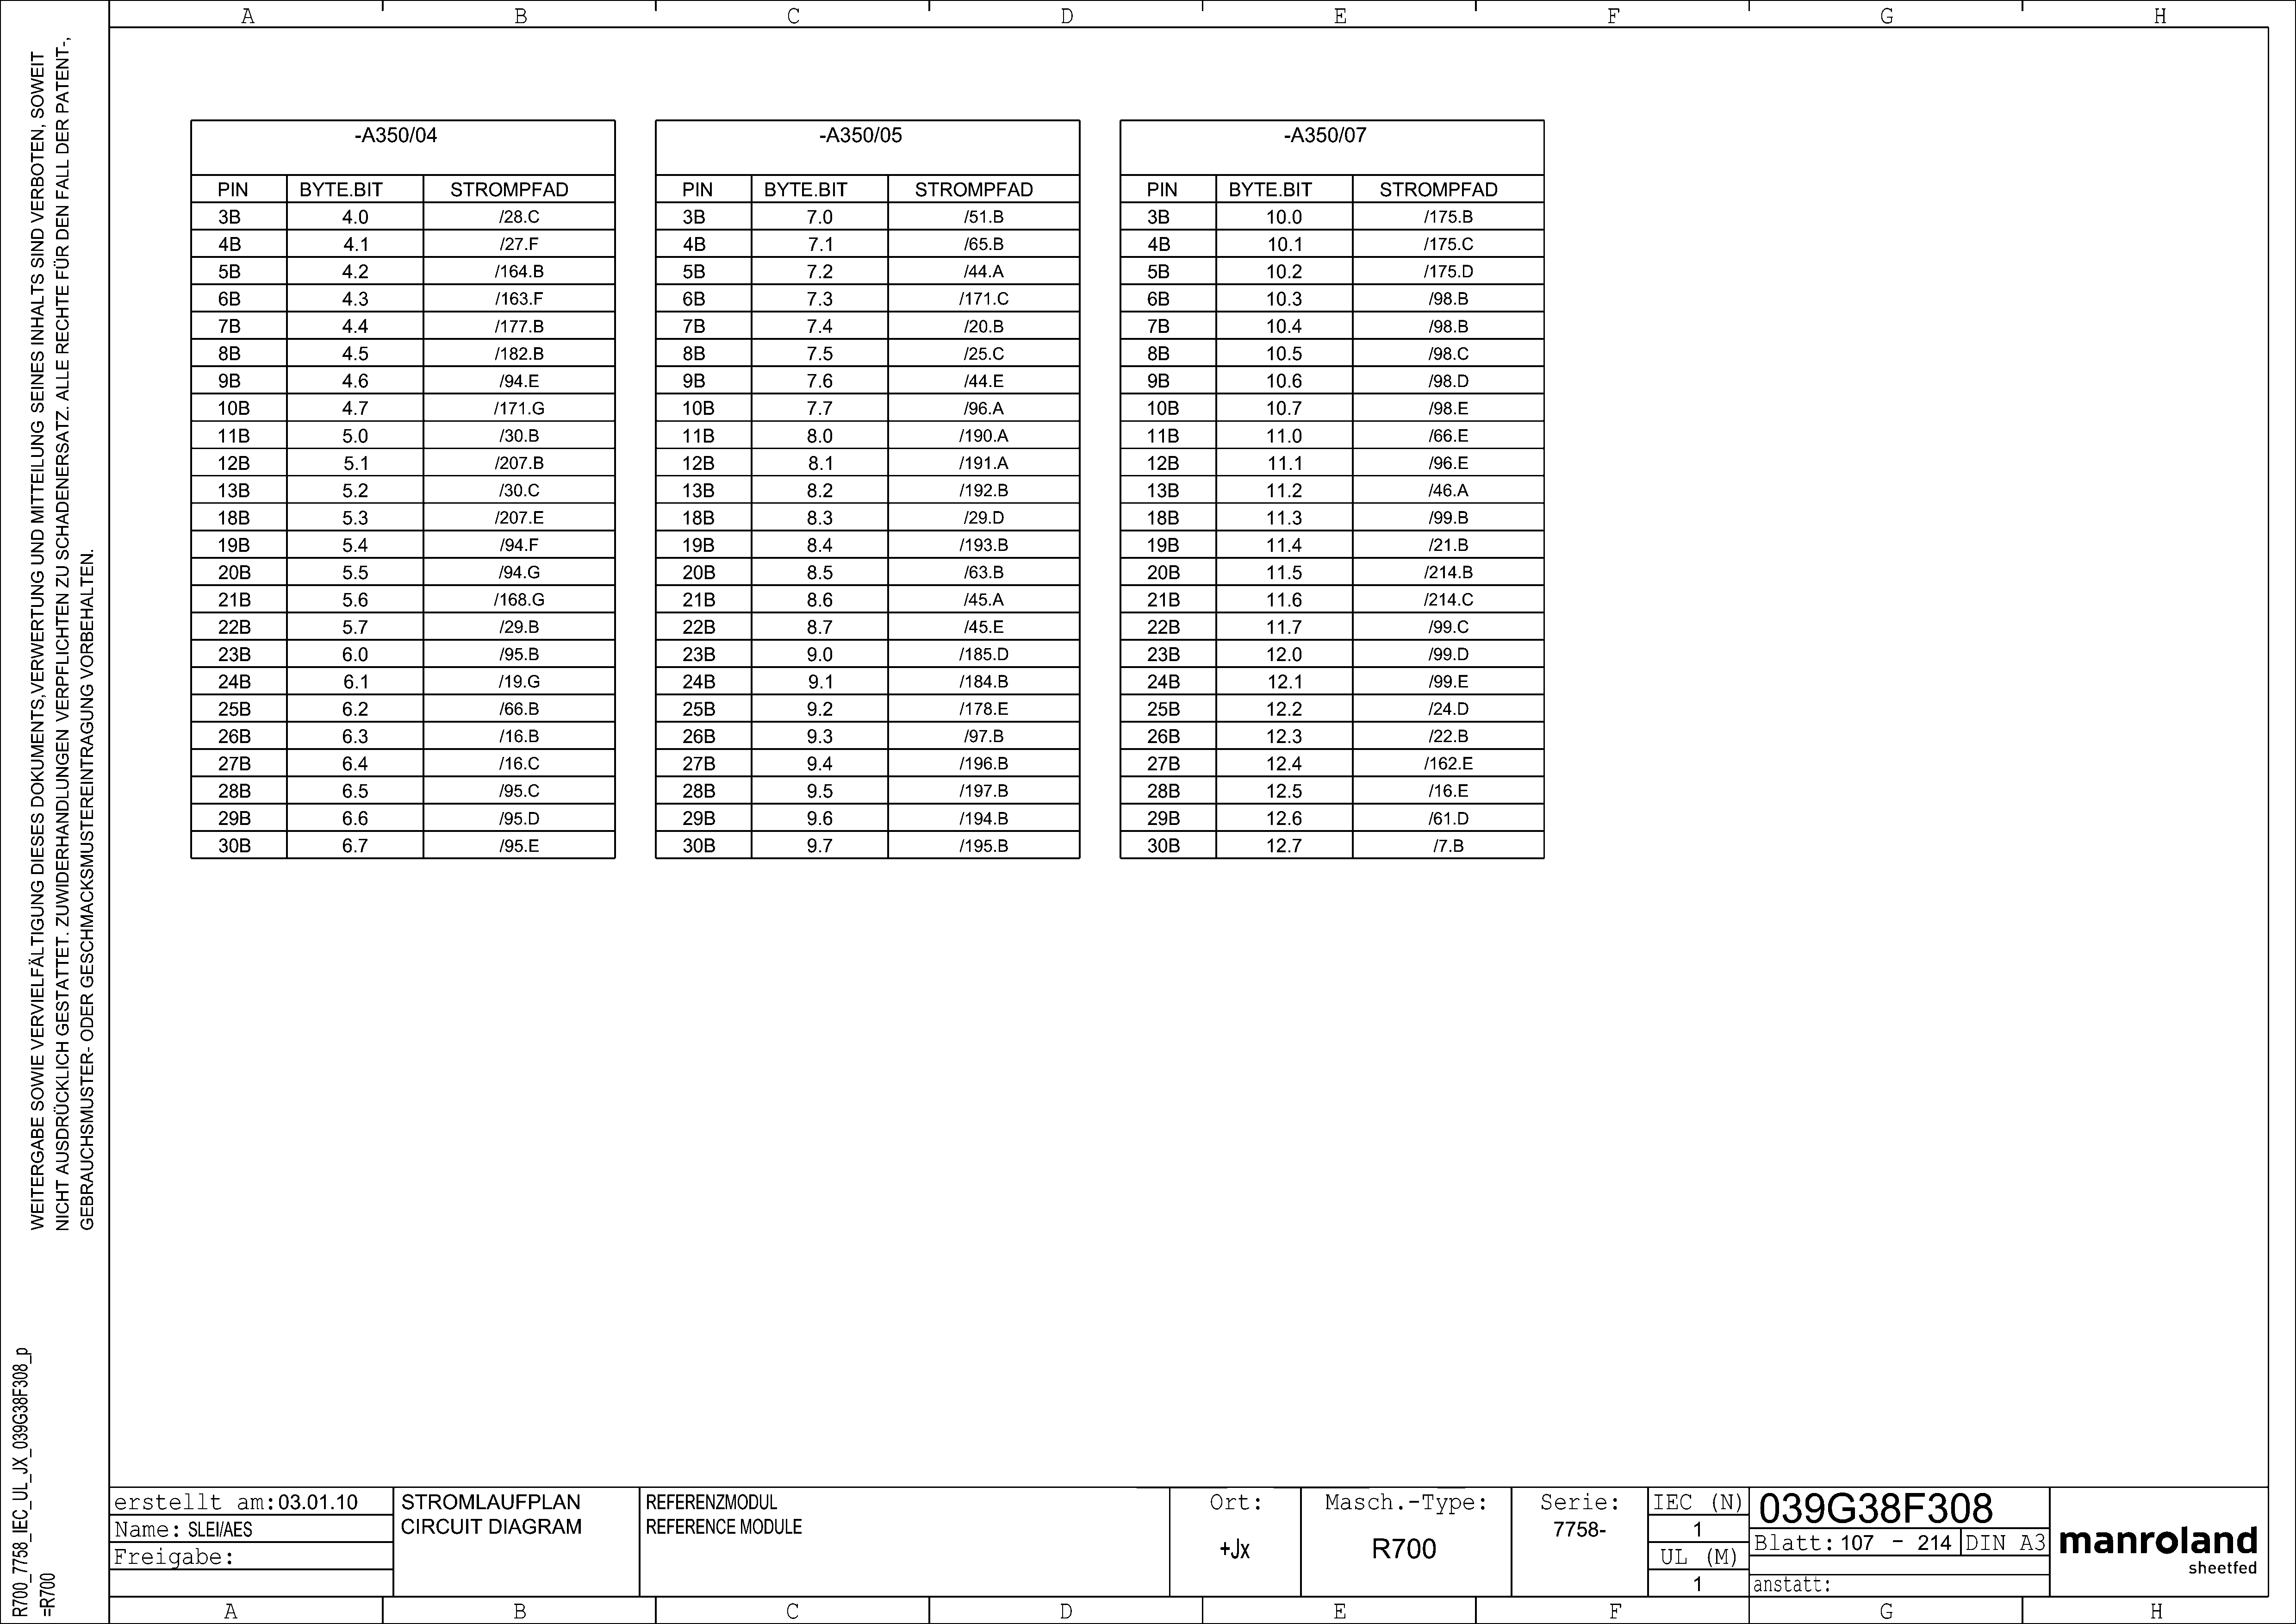 A B C D E F G H
WEITERGABE SOWIE VERVIELFÄLTIGUNG DIESES DOKUMENTS,VERWERTUNG UND MITTEILUNG SEINES INHALTS SIND VERBOTEN, SOWEIT
NICHT AUSDRÜCKLICH GESTATTET. ZUWIDERHANDLUNGEN VERPFLICHTEN ZU SCHADENERSATZ. ALLE RECHTE FÜR DEN FALL DER PATENT-,
GEBRAUCHSMUSTER- ODER GESCHMACKSMUSTEREINTRAGUNG VORBEHALTEN.
-A350/04
PIN BYTE.BIT STROMPFAD
3B 4.0 /28.C
4B 4.1 /27.F
5B 4.2 /164.B
6B 4.3 /163.F
7B 4.4 /177.B
8B 4.5 /182.B
9B 4.6 /94.E
10B 4.7 /171.G
11B 5.0 /30.B
12B 5.1 /207.B
13B 5.2 /30.C
18B 5.3 /207.E
19B 5.4 /94.F
20B 5.5 /94.G
21B 5.6 /168.G
22B 5.7 /29.B
23B 6.0 /95.B
24B 6.1 /19.G
25B 6.2 /66.B
26B 6.3 /16.B
27B 6.4 /16.C
28B 6.5 /95.C
29B 6.6 /95.D
30B 6.7 /95.E
-A350/05
PIN BYTE.BIT STROMPFAD
3B 7.0 /51.B
4B 7.1 /65.B
5B 7.2 /44.A
6B 7.3 /171.C
7B 7.4 /20.B
8B 7.5 /25.C
9B 7.6 /44.E
10B 7.7 /96.A
11B 8.0 /190.A
12B 8.1 /191.A
13B 8.2 /192.B
18B 8.3 /29.D
19B 8.4 /193.B
20B 8.5 /63.B
21B 8.6 /45.A
22B 8.7 /45.E
23B 9.0 /185.D
24B 9.1 /184.B
25B 9.2 /178.E
26B 9.3 /97.B
27B 9.4 /196.B
28B 9.5 /197.B
29B 9.6 /194.B
30B 9.7 /195.B
-A350/07
PIN BYTE.BIT STROMPFAD
3B 10.0 /175.B
4B 10.1 /175.C
5B 10.2 /175.D
6B 10.3 /98.B
7B 10.4 /98.B
8B 10.5 /98.C
9B 10.6 /98.D
10B 10.7 /98.E
11B 11.0 /66.E
12B 11.1 /96.E
13B 11.2 /46.A
18B 11.3 /99.B
19B 11.4 /21.B
20B 11.5 /214.B
21B 11.6 /214.C
22B 11.7 /99.C
23B 12.0 /99.D
24B 12.1 /99.E
25B 12.2 /24.D
26B 12.3 /22.B
27B 12.4 /162.E
28B 12.5 /16.E
29B 12.6 /61.D
30B 12.7 /7.B
R700_7758_IEC_UL_JX_039G38F308_p
=R700
erstellt am: 03.01.10
Name: SLEI/AES
Freigabe:
STROMLAUFPLAN
CIRCUIT DIAGRAM
REFERENZMODUL
REFERENCE MODULE
Ort:
+Jx
Masch.-Type:
R700
Serie:
7758-
IEC (N)
1
UL (M)
1
039G38F308
Blatt: 107 - 214 DIN A3
anstatt:
manroland
sheetfed
A B C D E F G H